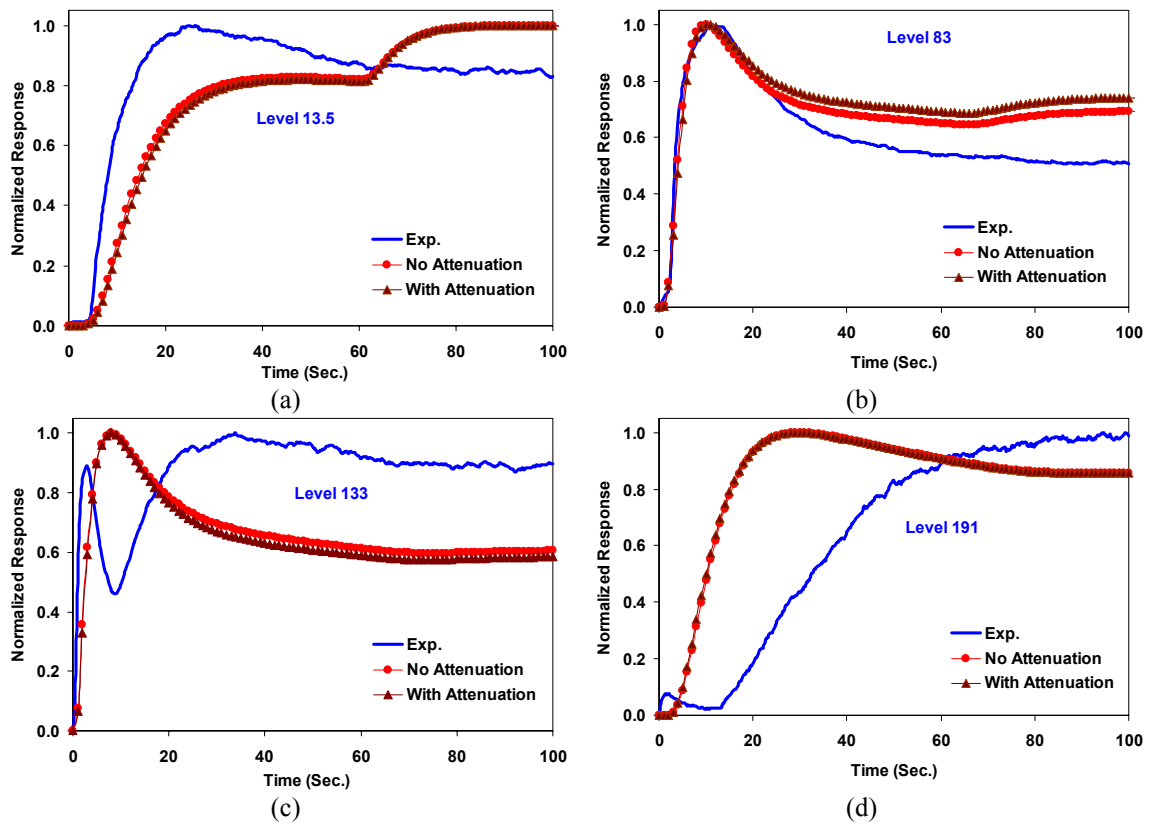 Normalized Response
1.0
0.8
0.6
0.4
0.2
0.0
Level 13.5
Exp.
No Attenuation
With Attenuation
0 20 40 60 80 100
Time (Sec.)
(a)
Normalized Response
1.0
0.8
0.6
0.4
0.2
0.0
Level 83
Exp.
No Attenuation
With Attenuation
0 20 40 60 80 100
Time (Sec.)
(b)
Normalized Response
1.0
0.8
0.6
0.4
0.2
0.0
Level 133
Exp.
No Attenuation
With Attenuation
0 20 40 60 80 100
Time (Sec.)
(c)
Normalized Response
1.0
0.8
0.6
0.4
0.2
0.0
Level 191
Exp.
No Attenuation
With Attenuation
0 20 40 60 80 100
Time (Sec.)
(d)